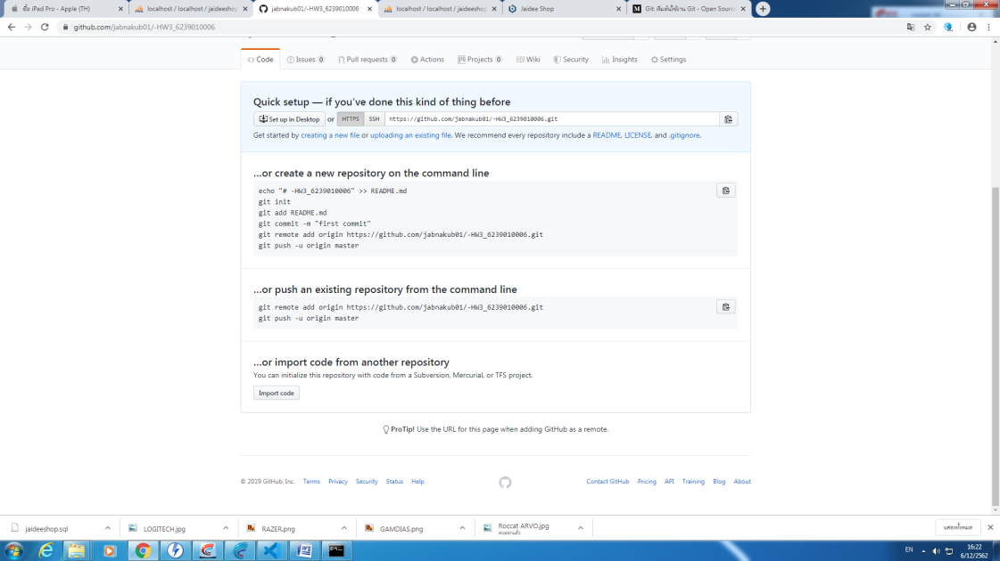 ซื้อ iPad Pro - Apple (TH)
localhost / localhost / jaideeshop
jabnakub01/-HW3_6239010006
localhost / localhost / jaideeshop
Jaidee Shop
Git: เริ่มต้นใช้งาน Git - Open Source
github.com/jabnakub01/-HW3_6239010006
Code
Issues 0
Pull requests 0
Actions
Projects 0
Wiki
Security
Insights
Settings
Quick setup — if you've done this kind of thing before
Set up in Desktop or HTTPS SSH https://github.com/jabnakub01/-HW3_6239010006.git
Get started by creating a new file or uploading an existing file. We recommend every repository include a README, LICENSE, and .gitignore.
...or create a new repository on the command line
echo "# -HW3_6239010006" >> README.md
git init
git add README.md
git commit -m "first commit"
git remote add origin https://github.com/jabnakub01/-HW3_6239010006.git
git push -u origin master
...or push an existing repository from the command line
git remote add origin https://github.com/jabnakub01/-HW3_6239010006.git
git push -u origin master
...or import code from another repository
You can initialize this repository with code from a Subversion, Mercurial, or TFS project.
Import code
ProTip! Use the URL for this page when adding GitHub as a remote.
© 2019 GitHub, Inc. Terms Privacy Security Status Help
Contact GitHub Pricing API Training Blog About
jaideeshop.sql
LOGITECH.jpg
RAZER.png
GAMDIAS.png
Roccat ARVO.jpg
ถูกลบแล้ว
แสดงทั้งหมด
EN
16:22
6/12/2562